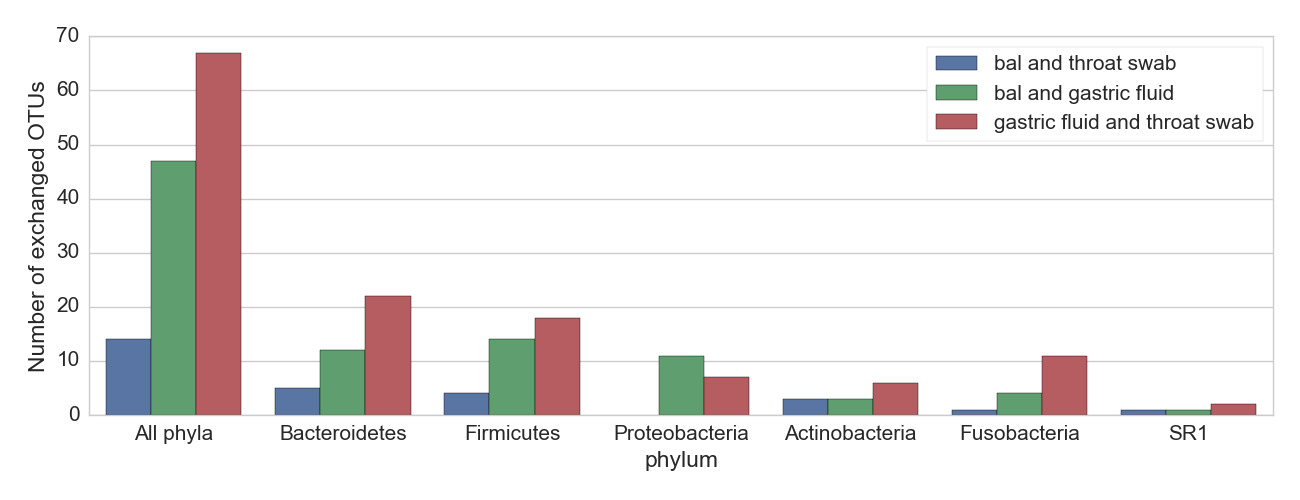 Number of exchanged OTUs
70
60
50
40
30
20
10
0
bal and throat swab
bal and gastric fluid
gastric fluid and throat swab
All phyla
Bacteroidetes
Firmicutes
Proteobacteria
Actinobacteria
Fusobacteria
SR1
phylum